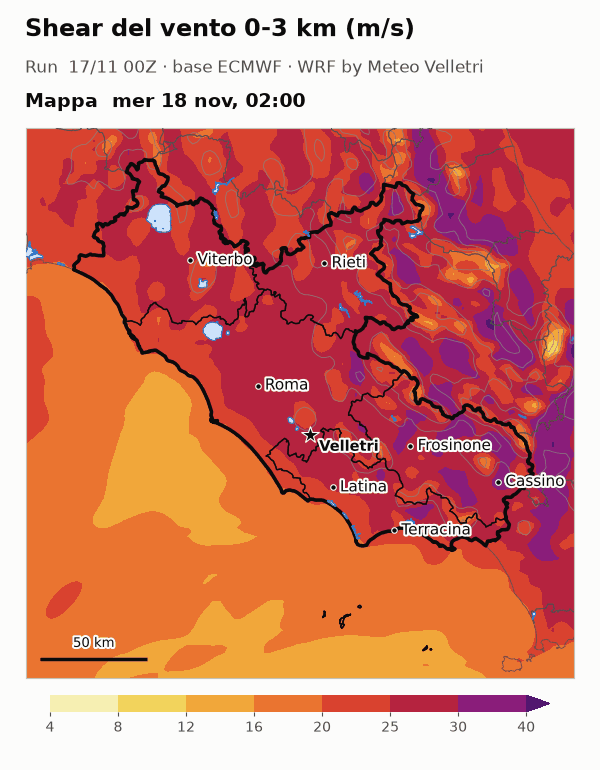 Shear del vento 0-3 km (m/s)
Run 17/11 00Z · base ECMWF · WRF by Meteo Velletri
Mappa mer 18 nov, 02:00
Viterbo
Rieti
Roma
Velletri
Frosinone
Latina
Cassino
Terracina
50 km
4 8 12 16 20 25 30 40